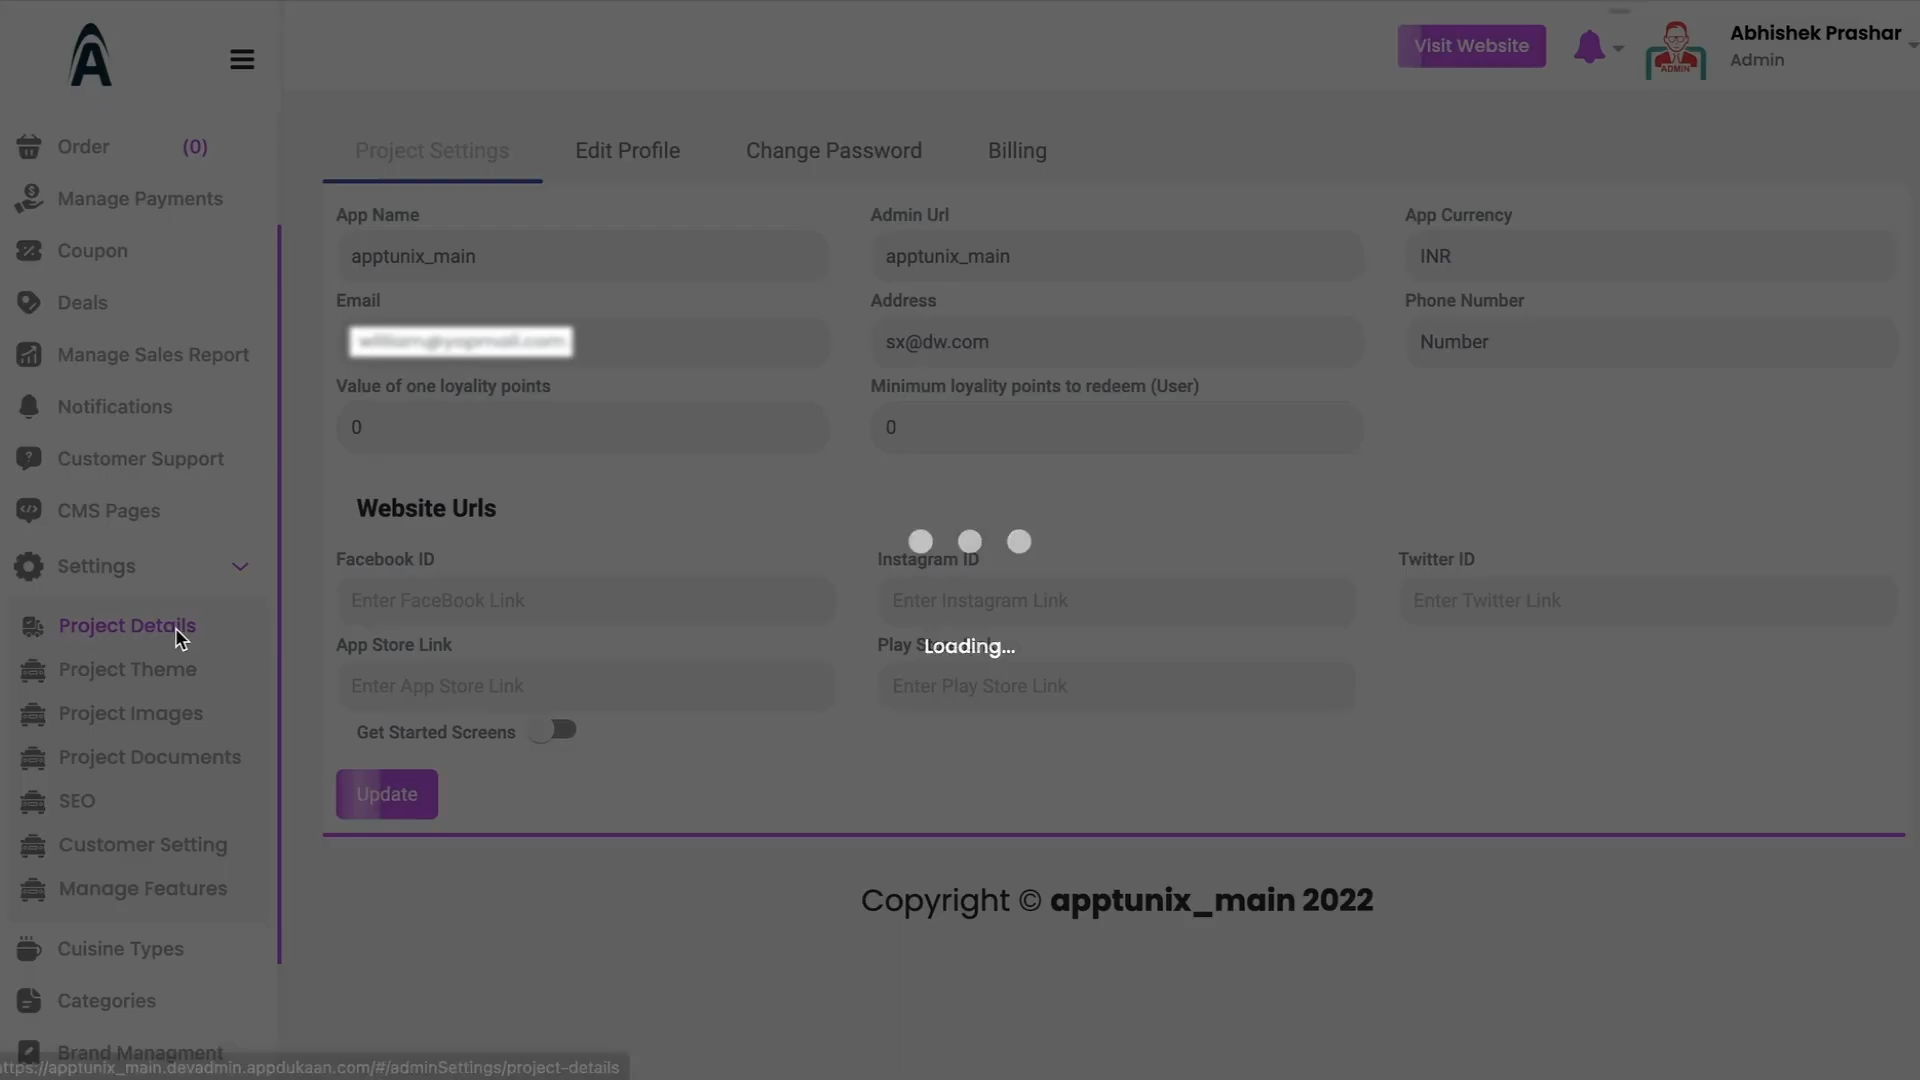 Visit Website
Abhishek Prashar
Admin
ADMIN
Order (0)
Manage Payments
Coupon
Deals
Manage Sales Report
Notifications
Customer Support
CMS Pages
Settings
Project Details
Project Theme
Project Images
Project Documents
SEO
Customer Setting
Manage Features
Cuisine Types
Categories
Brand Managment
Project Settings Edit Profile Change Password Billing
App Name Admin Url App Currency
apptunix_main apptunix_main INR
Email Address Phone Number
sx@dw.com Number
Value of one loyality points Minimum loyality points to redeem (User)
0 0
Website Urls
Facebook ID Instagram ID Twitter ID
Enter FaceBook Link Enter Instagram Link Enter Twitter Link
App Store Link Play
Loading...
Enter App Store Link Enter Play Store Link
Get Started Screens
Update
Copyright © apptunix_main 2022
ttps://apptunix_main.devadmin.appdukaan.com/#/adminSettings/project-details